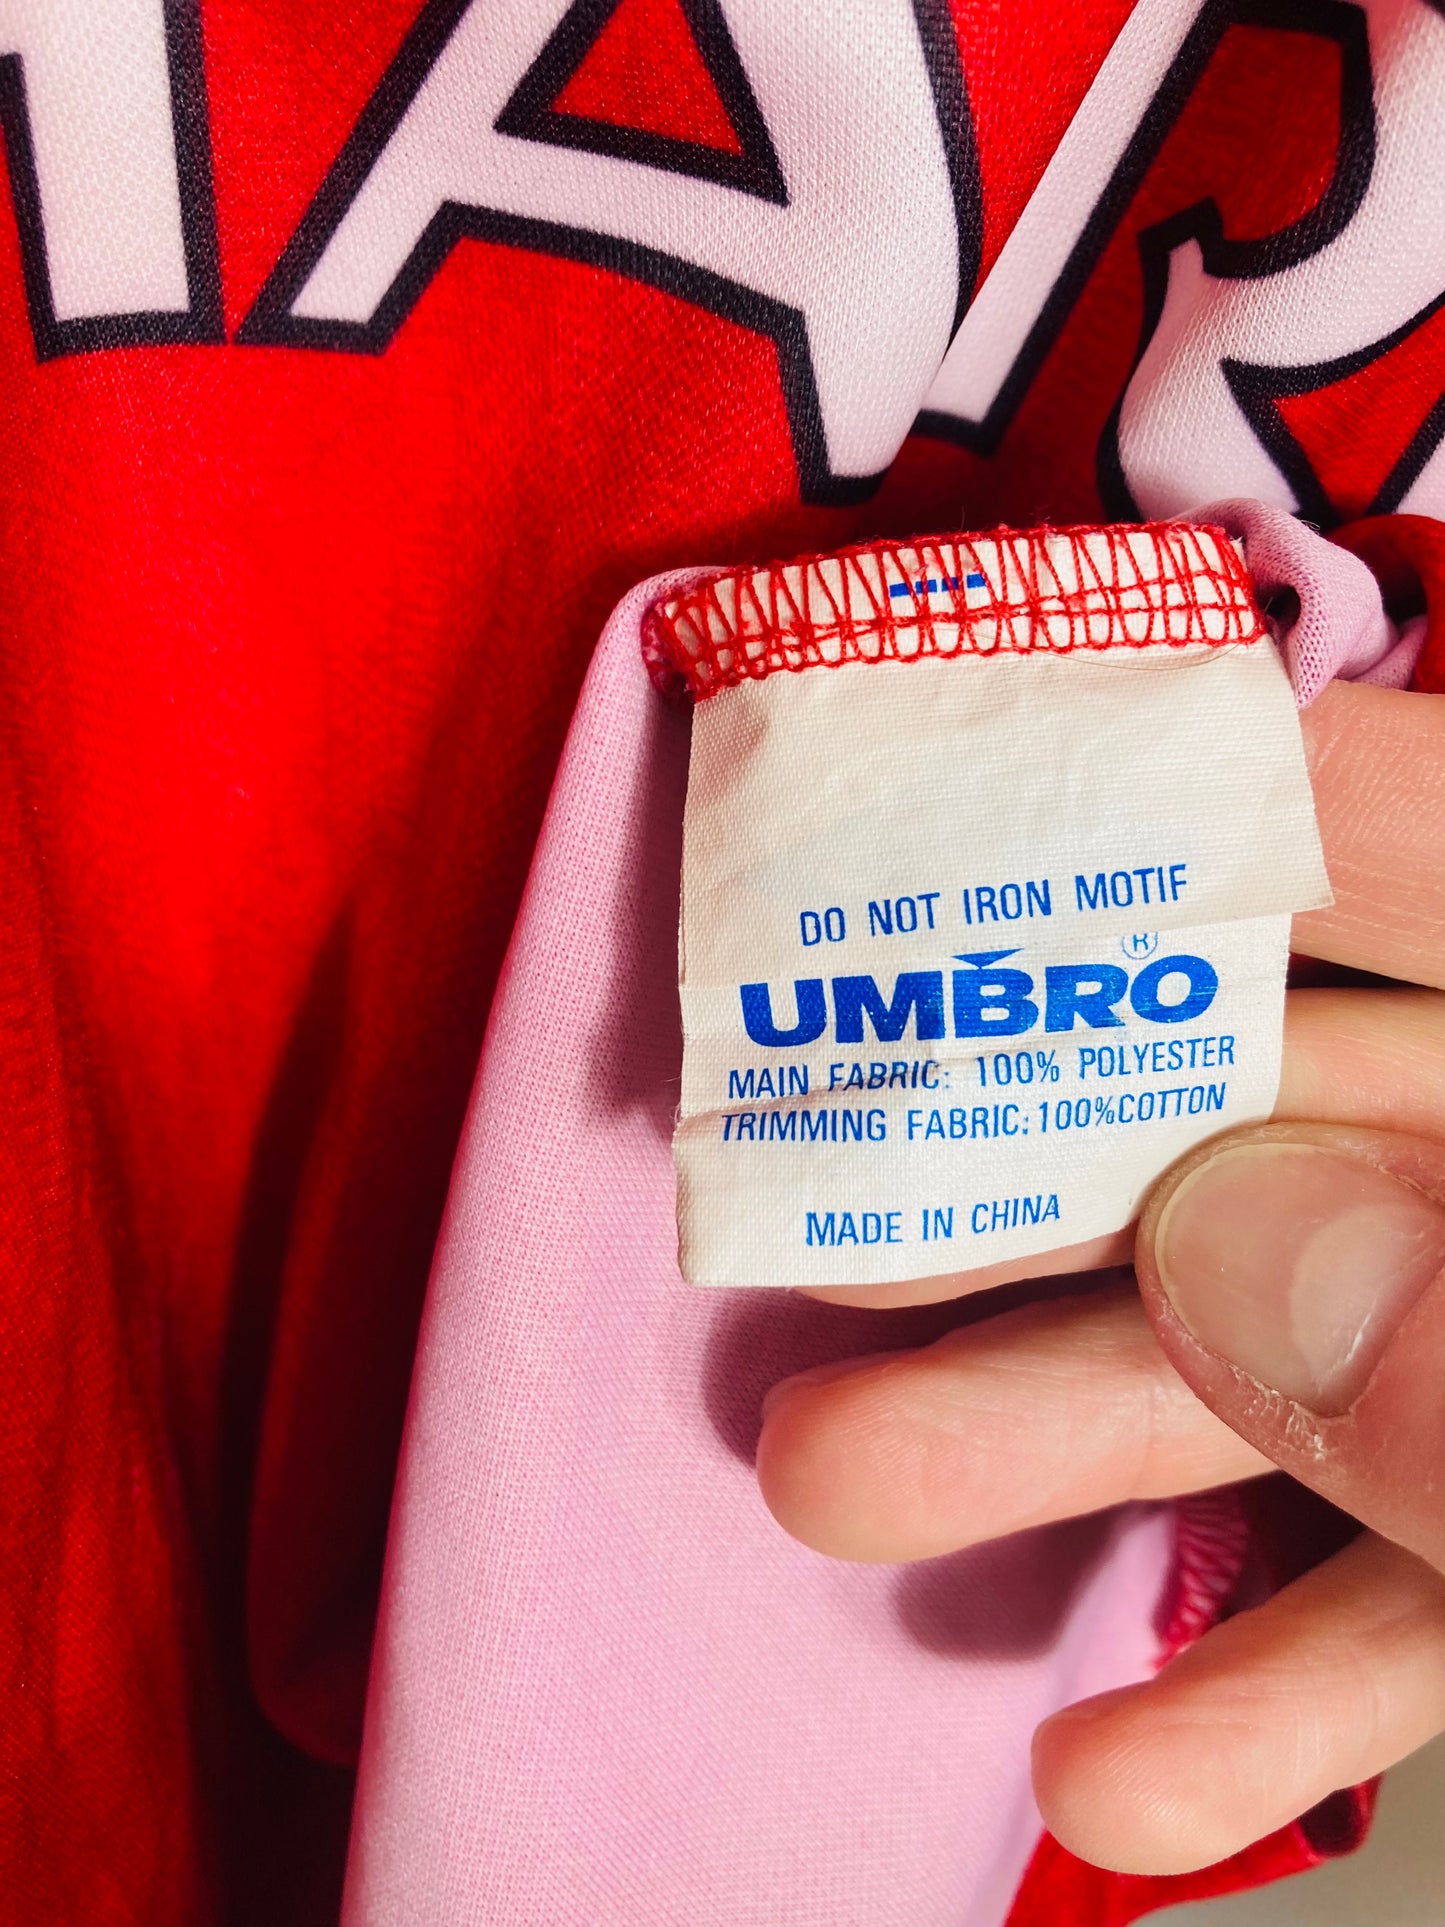 DO NOT IRON MOTIF
UMBRO®
MAIN FABRIC: 100% POLYESTER
TRIMMING FABRIC:100%COTTON
MADE IN CHINA